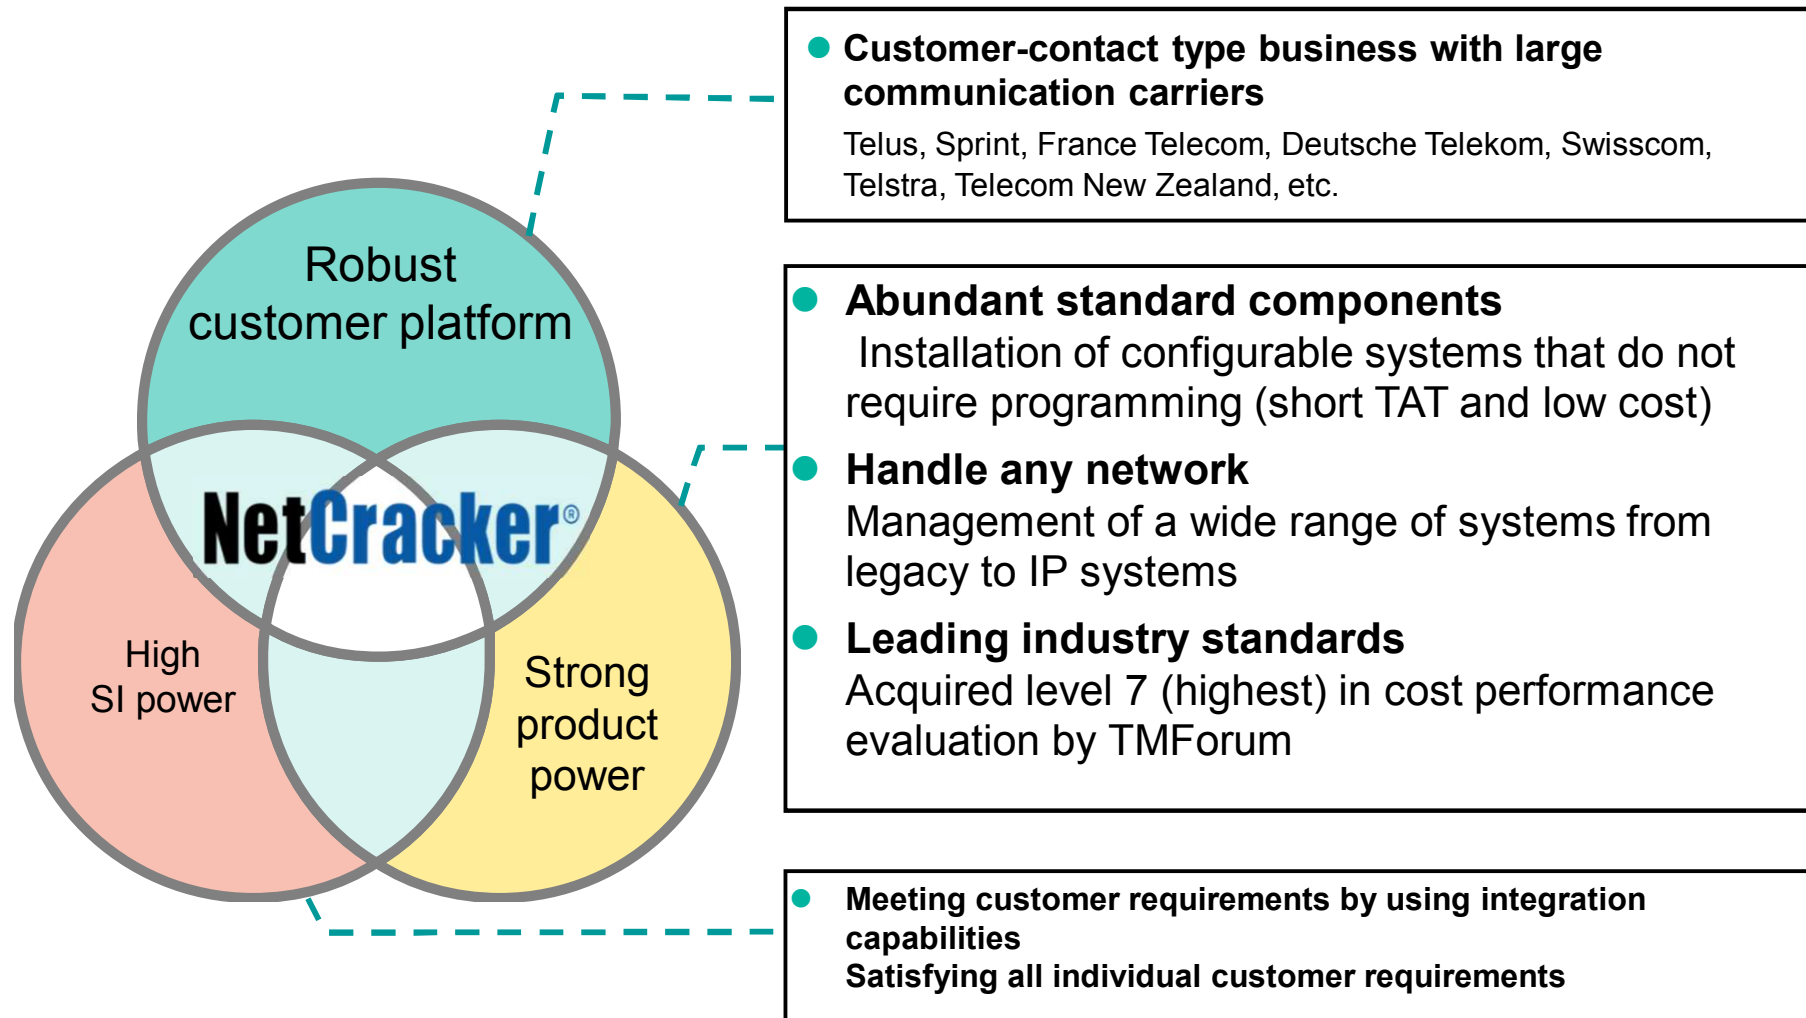 Robust
customer platform
NetCracker®
High
SI power
Strong
product
power
● Customer-contact type business with large
communication carriers
Telus, Sprint, France Telecom, Deutsche Telekom, Swisscom,
Telstra, Telecom New Zealand, etc.
● Abundant standard components
Installation of configurable systems that do not
require programming (short TAT and low cost)
● Handle any network
Management of a wide range of systems from
legacy to IP systems
● Leading industry standards
Acquired level 7 (highest) in cost performance
evaluation by TMForum
● Meeting customer requirements by using integration
capabilities
Satisfying all individual customer requirements